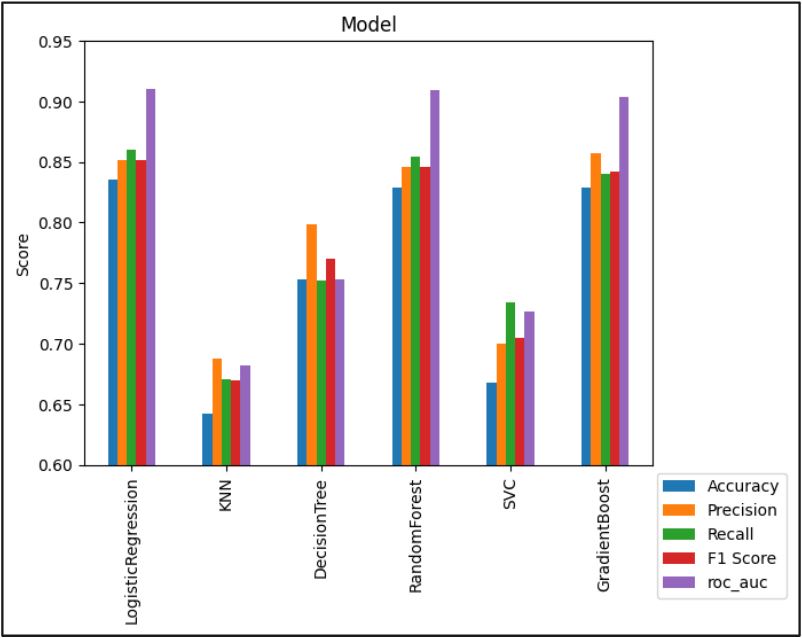 Model
0.95
0.90
0.85
0.80
0.75
0.70
0.65
0.60
Score
LogisticRegression
KNN
DecisionTree
RandomForest
SVC
GradientBoost
Accuracy
Precision
Recall
F1 Score
roc_auc